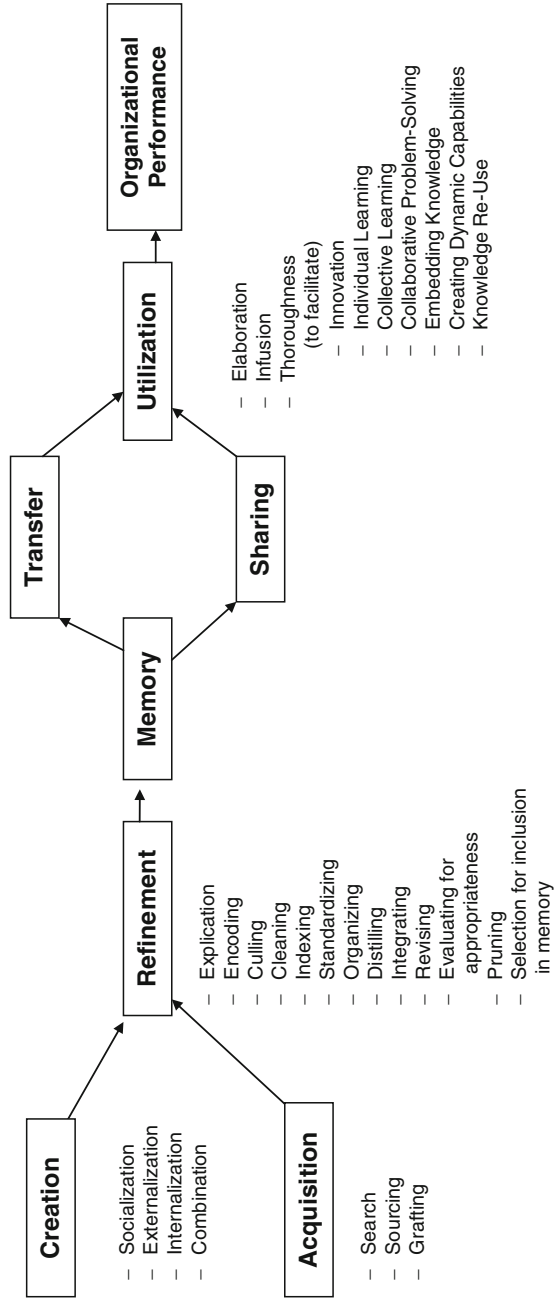 Creation
– Socialization
– Externalization
– Internalization
– Combination
Acquisition
– Search
– Sourcing
– Grafting
Refinement
– Explication
– Encoding
– Culling
– Cleaning
– Indexing
– Standardizing
– Organizing
– Distilling
– Integrating
– Revising
– Evaluating for
appropriateness
– Pruning
– Selection for inclusion
in memory
Memory
Transfer
Sharing
Utilization
– Elaboration
– Infusion
– Thoroughness
(to facilitate)
– Innovation
– Individual Learning
– Collective Learning
– Collaborative Problem-Solving
– Embedding Knowledge
– Creating Dynamic Capabilities
– Knowledge Re-Use
Organizational
Performance